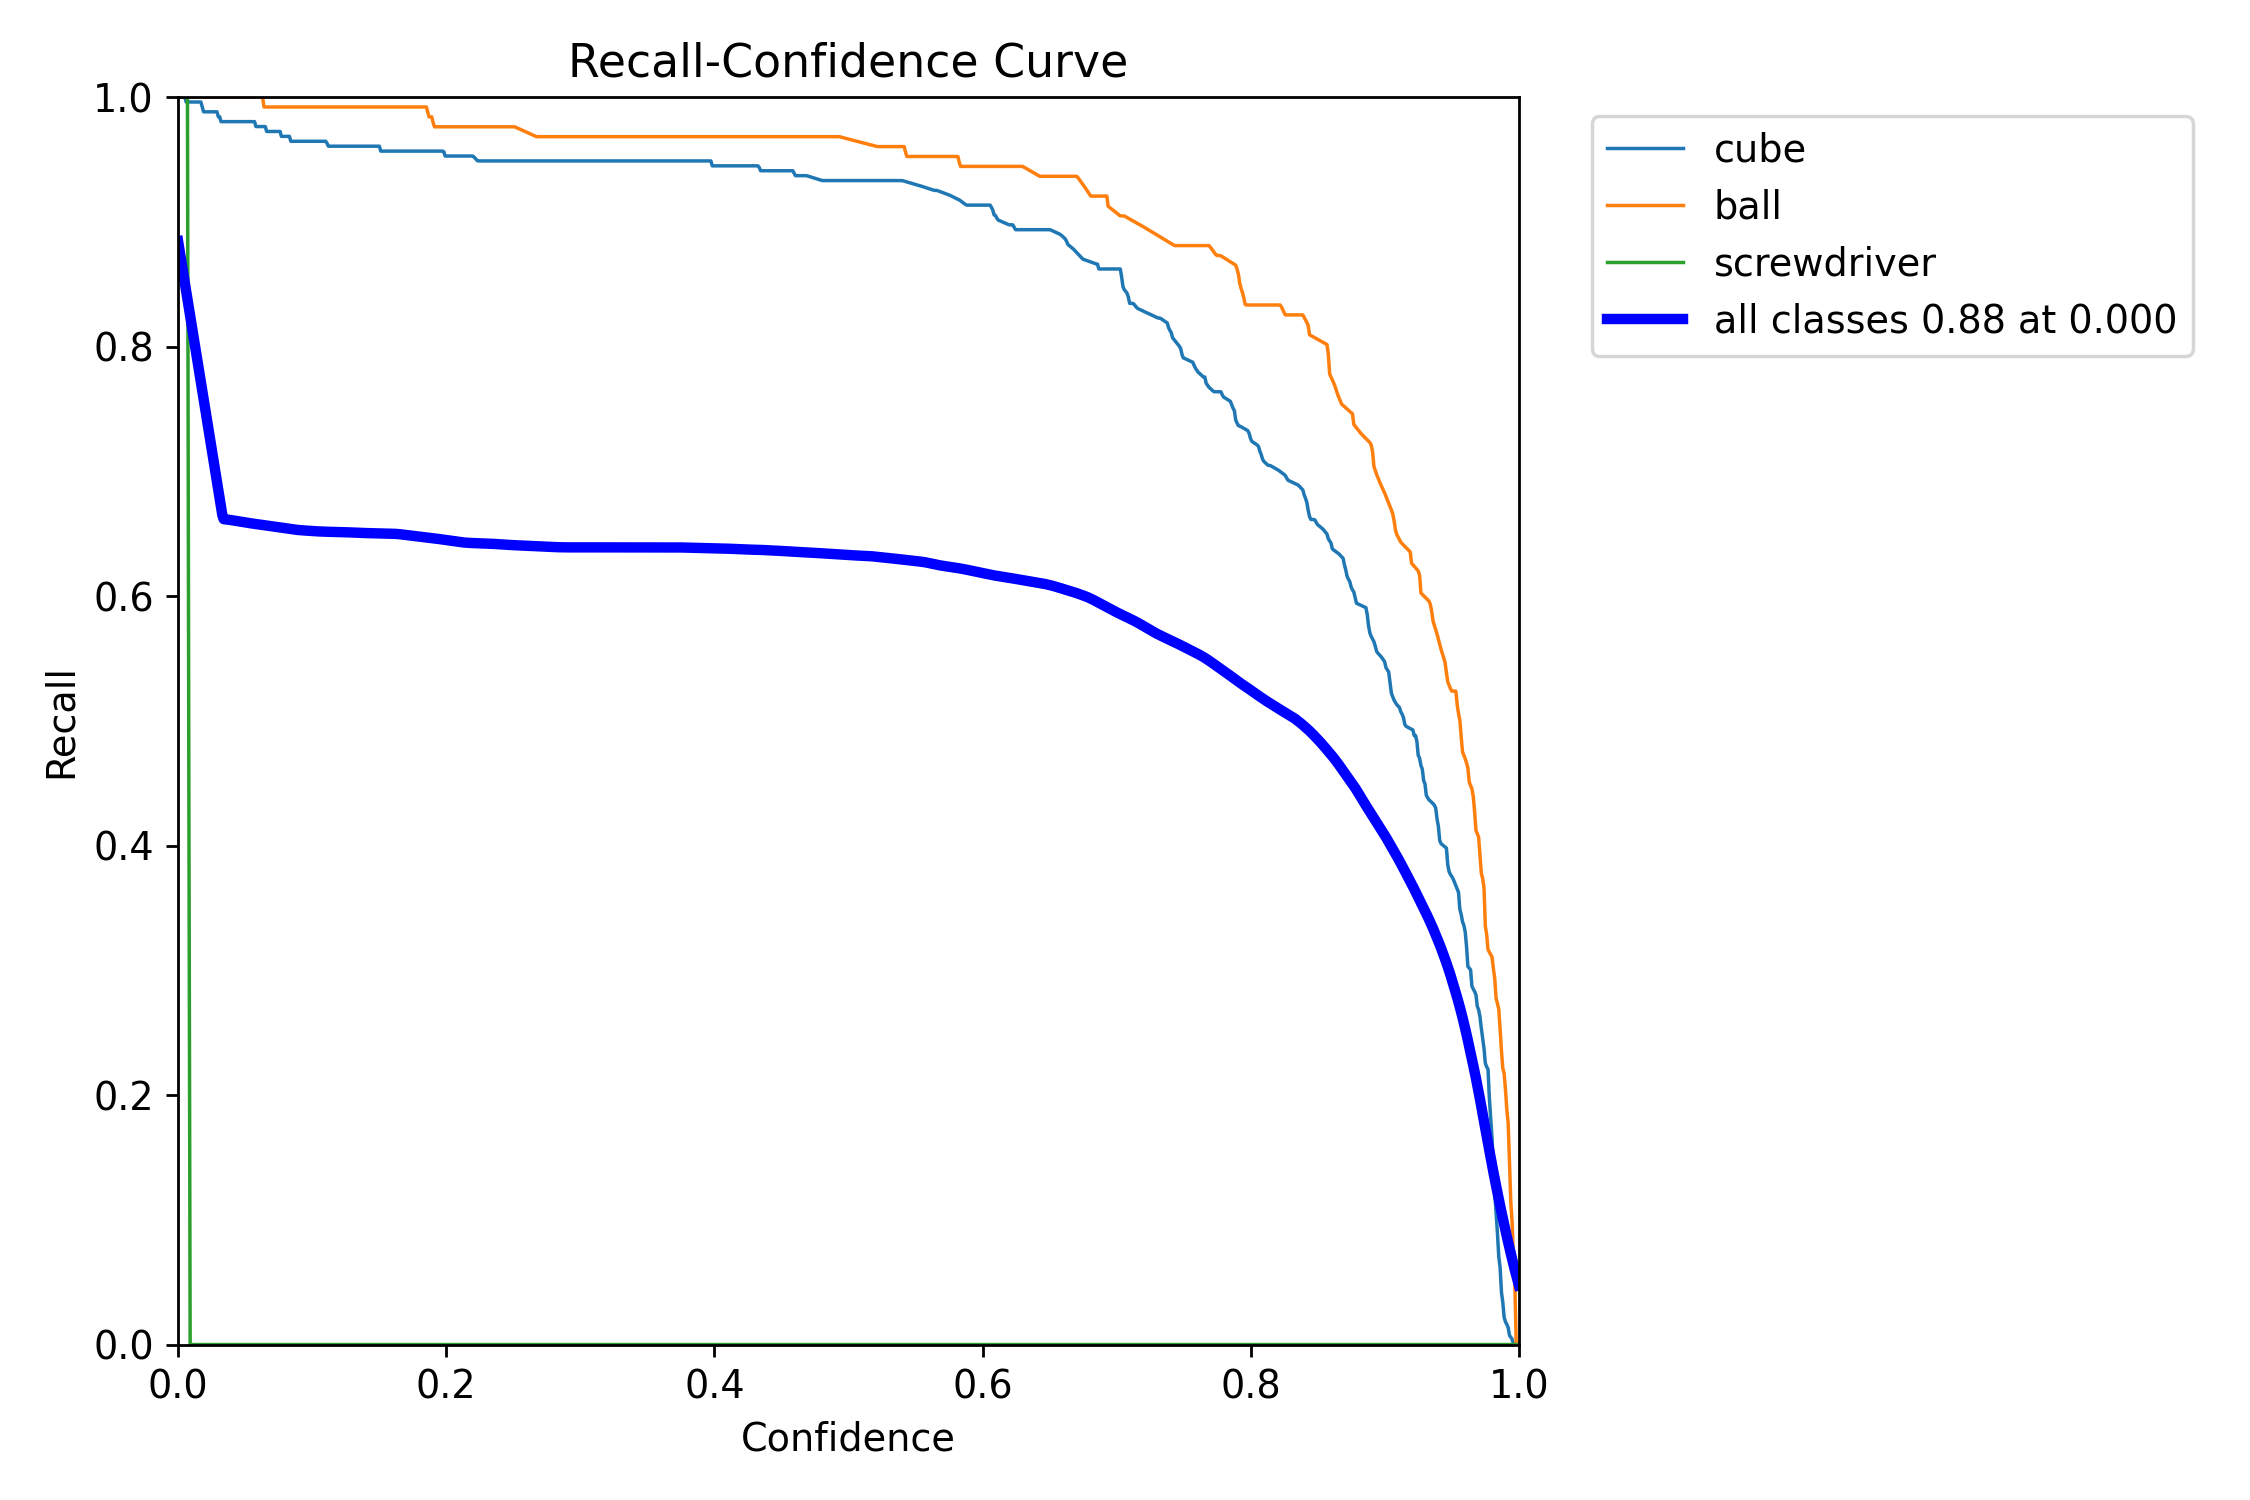 Recall-Confidence Curve
1.0
0.8
0.6
0.4
0.2
0.0
Recall
0.0 0.2 0.4 0.6 0.8 1.0
Confidence
cube
ball
screwdriver
all classes 0.88 at 0.000